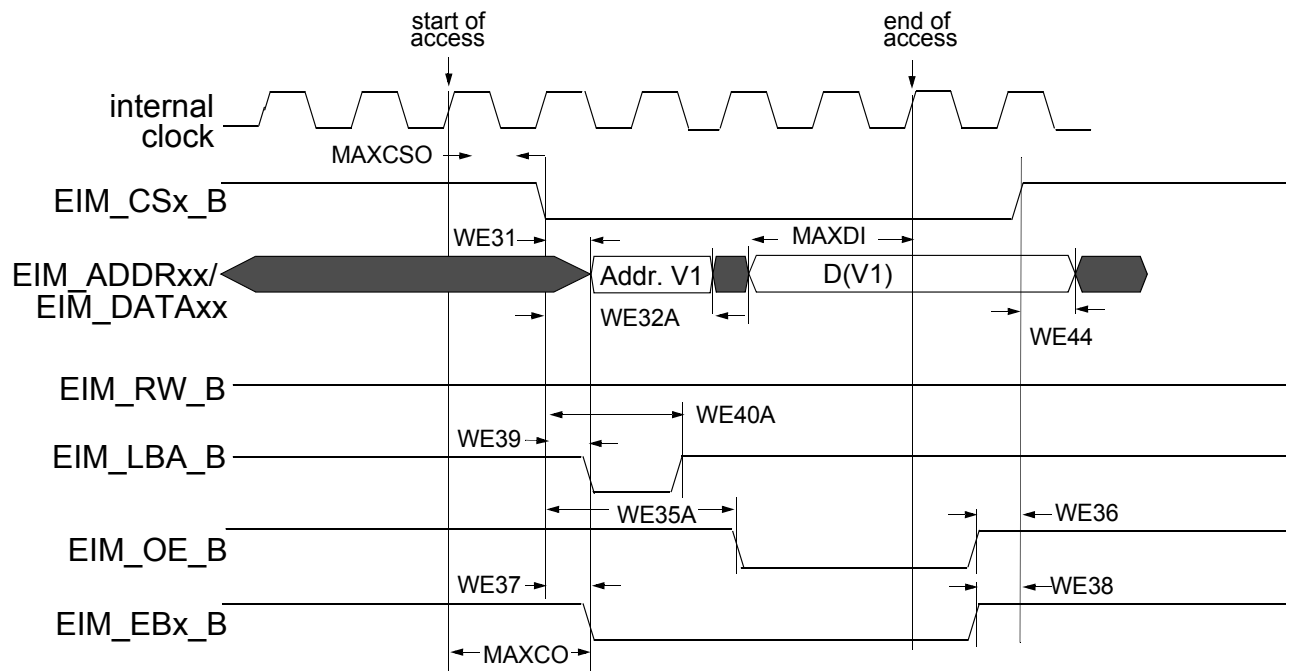 start of
access
end of
access
internal
clock
MAXCSO
EIM_CSx_B
WE31
MAXDI
EIM_ADDRxx/
EIM_DATAxx
Addr. V1
D(V1)
WE32A
WE44
EIM_RW_B
WE40A
WE39
EIM_LBA_B
WE35A
WE36
EIM_OE_B
WE37
WE38
EIM_EBx_B
MAXCO